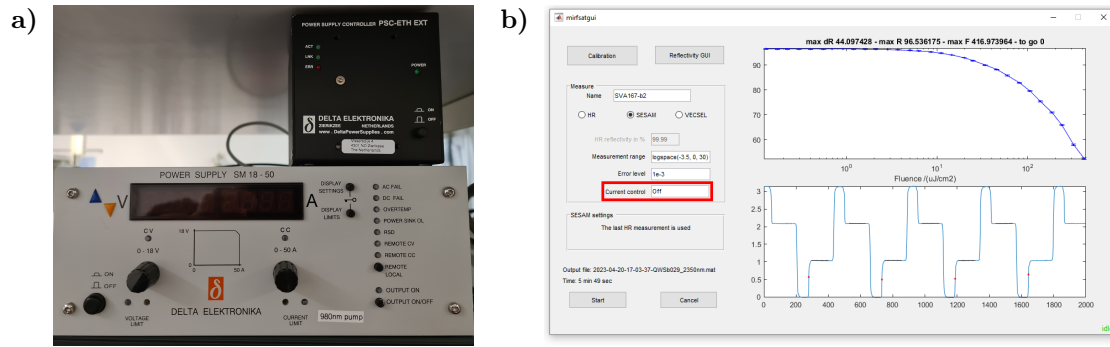 a)
POWER SUPPLY CONTROLLER PSC-ETH EXT
ACT
LNK
ERR
POWER
ON
OFF
δ DELTA ELEKTRONIKA
ZIERIKZEE NETHERLANDS
www.DeltaPowerSupplies.com
The Netherlands
POWER SUPPLY SM 18-50
V
A
DISPLAY
SETTINGS
DISPLAY
LIMITS
AC FAIL
DC FAIL
OVERTEMP
POWER SINK OL
RSD
REMOTE CV
REMOTE CC
REMOTE
LOCAL
OUTPUT ON
OUTPUT ON/OFF
CV
0 - 18 V
18 V
0
50 A
CC
0 - 50 A
ON
OFF
VOLTAGE
LIMIT
δ
DELTA ELEKTRONIKA
CURRENT
LIMIT
980nm pump
b)
mirfsatgui
Calibration
Reflectivity GUI
Measure
Name SVA167-b2
HR SESAM VECSEL
HR reflectivity in % 99.99
Measurement range logspace(-3.5, 0, 30)
Error level 1e-3
Current control Off
SESAM settings
The last HR measurement is used
Output file: 2023-04-20-17-03-37-QWSb029_2350nm.mat
Time: 5 min 49 sec
Start
Cancel
max dR 44.097428 - max R 96.536175 - max F 416.973964 - to go 0
90
80
70
60
10^0 10^1 10^2
Fluence /(uJ/cm2)
3
2.5
2
1.5
1
0.5
0
0 200 400 600 800 1000 1200 1400 1600 1800 2000
idle